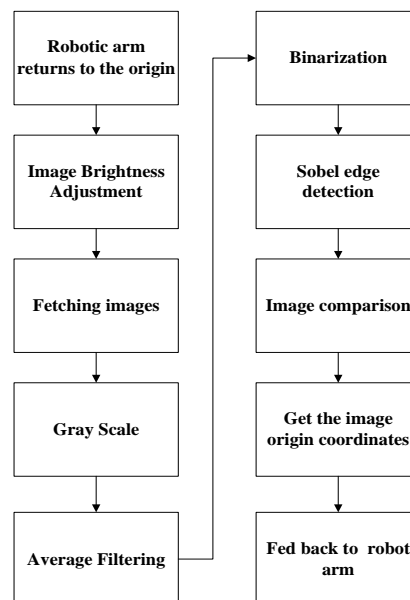 Robotic arm
returns to the origin
Image Brightness
Adjustment
Fetching images
Gray Scale
Average Filtering
Binarization
Sobel edge
detection
Image comparison
Get the image
origin coordinates
Fed back to robot
arm